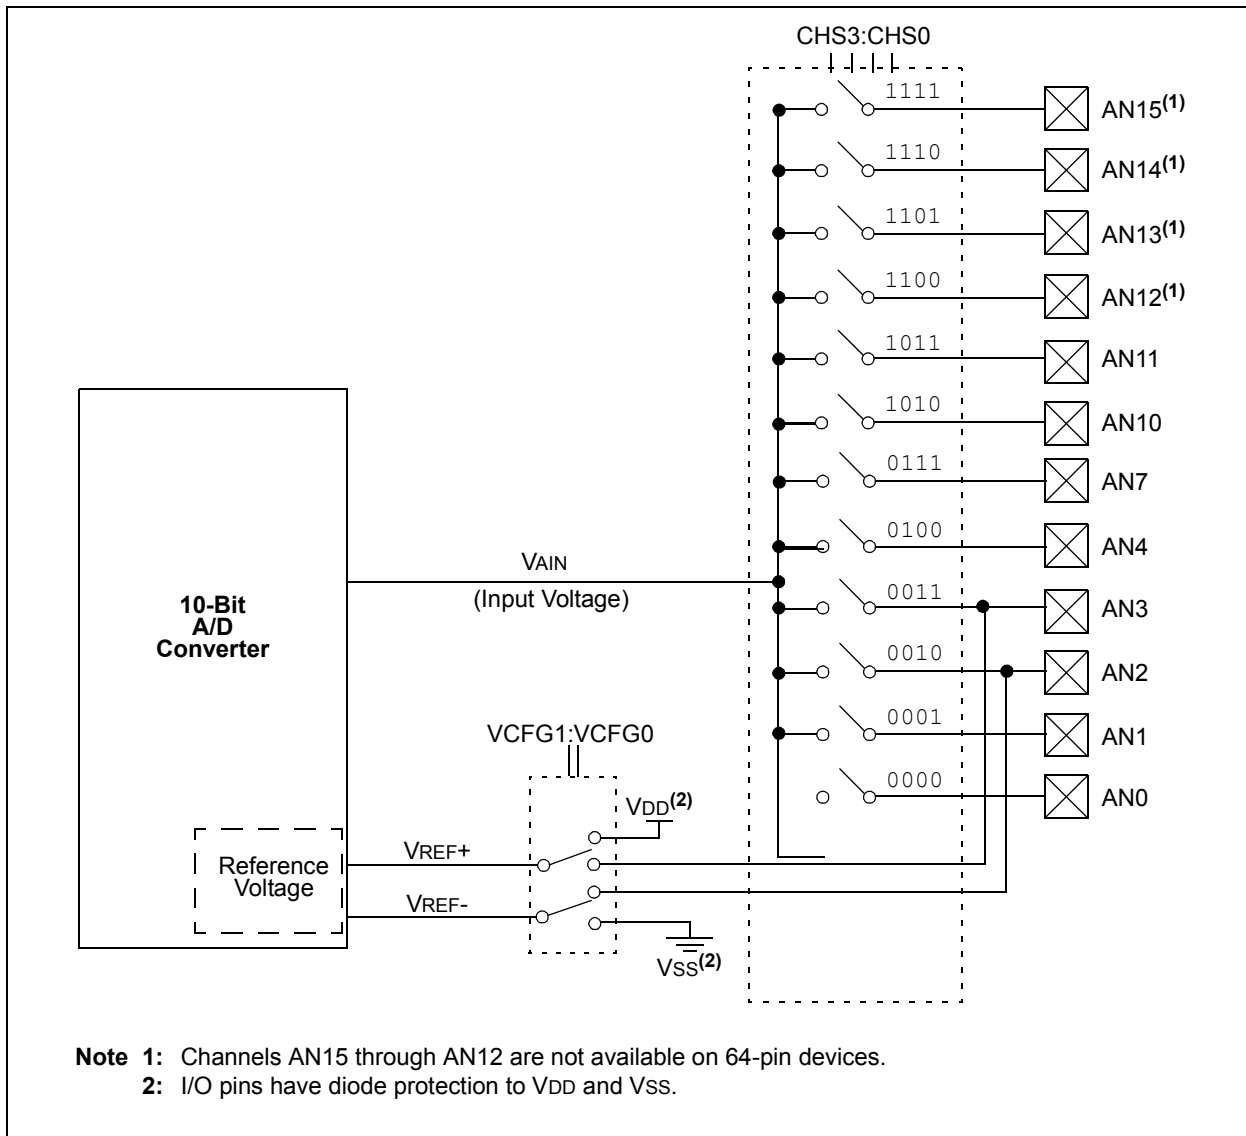 CHS3:CHS0
1111
AN15(1)
1110
AN14(1)
1101
AN13(1)
1100
AN12(1)
1011
AN11
1010
AN10
0111
AN7
0100
AN4
VAIN
(Input Voltage)
0011
AN3
10-Bit
A/D
Converter
0010
AN2
0001
AN1
VCFG1:VCFG0
0000
AN0
VDD(2)
VREF+
Reference
Voltage
VREF-
VSS(2)
Note 1: Channels AN15 through AN12 are not available on 64-pin devices.
2: I/O pins have diode protection to VDD and VSS.